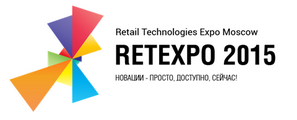 Retail Technologies Expo Moscow
RETEXPO 2015
НОВАЦИИ - ПРОСТО, ДОСТУПНО, СЕЙЧАС!